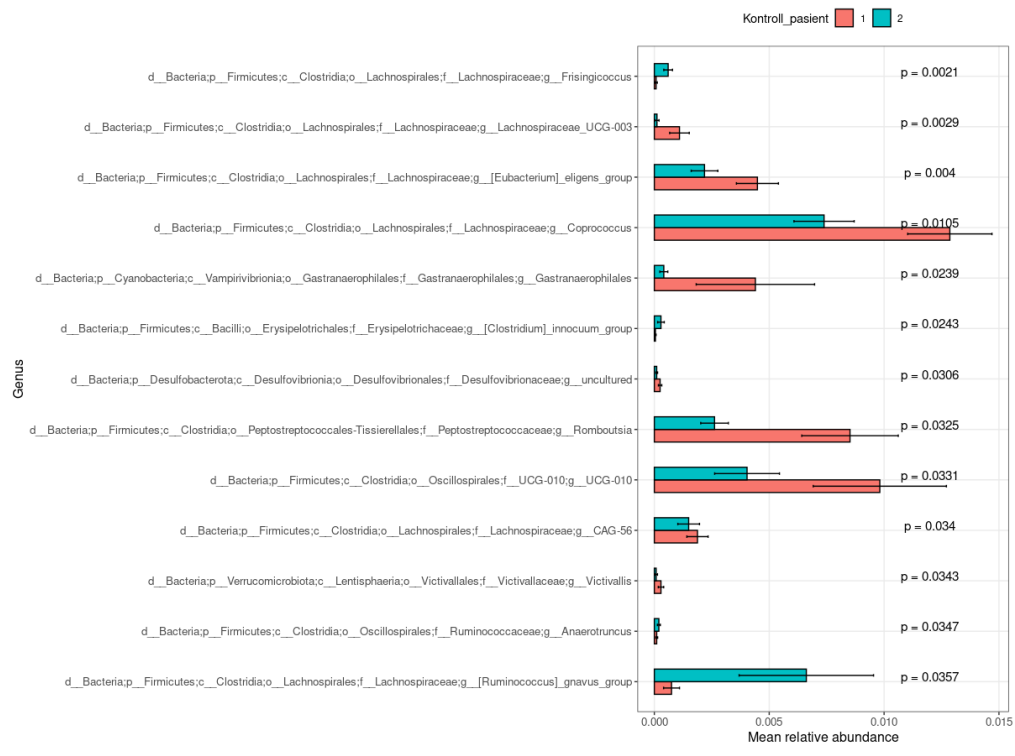 Kontroll_pasient 1 2
d__Bacteria;p__Firmicutes;c__Clostridia;o__Lachnospirales;f__Lachnospiraceae;g__Frisingicoccus p = 0.0021
d__Bacteria;p__Firmicutes;c__Clostridia;o__Lachnospirales;f__Lachnospiraceae;g__Lachnospiraceae_UCG-003 p = 0.0029
d__Bacteria;p__Firmicutes;c__Clostridia;o__Lachnospirales;f__Lachnospiraceae;g__[Eubacterium]_eligens_group p = 0.004
d__Bacteria;p__Firmicutes;c__Clostridia;o__Lachnospirales;f__Lachnospiraceae;g__Coprococcus p = 0.0105
d__Bacteria;p__Cyanobacteria;c__Vampirivibrionia;o__Gastranaerophilales;f__Gastranaerophilales;g__Gastranaerophilales p = 0.0239
d__Bacteria;p__Firmicutes;c__Bacilli;o__Erysipelotrichales;f__Erysipelotrichaceae;g__[Clostridium]_innocuum_group p = 0.0243
d__Bacteria;p__Desulfobacterota;c__Desulfovibrionia;o__Desulfovibrionales;f__Desulfovibrionaceae;g__uncultured p = 0.0306
d__Bacteria;p__Firmicutes;c__Clostridia;o__Peptostreptococcales-Tissierellales;f__Peptostreptococcaceae;g__Romboutsia p = 0.0325
d__Bacteria;p__Firmicutes;c__Clostridia;o__Oscillospirales;f__UCG-010;g__UCG-010 p = 0.0331
d__Bacteria;p__Firmicutes;c__Clostridia;o__Lachnospirales;f__Lachnospiraceae;g__CAG-56 p = 0.034
d__Bacteria;p__Verrucomicrobiota;c__Lentisphaeria;o__Victivallales;f__Victivallaceae;g__Victivallis p = 0.0343
d__Bacteria;p__Firmicutes;c__Clostridia;o__Oscillospirales;f__Ruminococcaceae;g__Anaerotruncus p = 0.0347
d__Bacteria;p__Firmicutes;c__Clostridia;o__Lachnospirales;f__Lachnospiraceae;g__[Ruminococcus]_gnavus_group p = 0.0357
Genus
0.000 0.005 0.010 0.015
Mean relative abundance